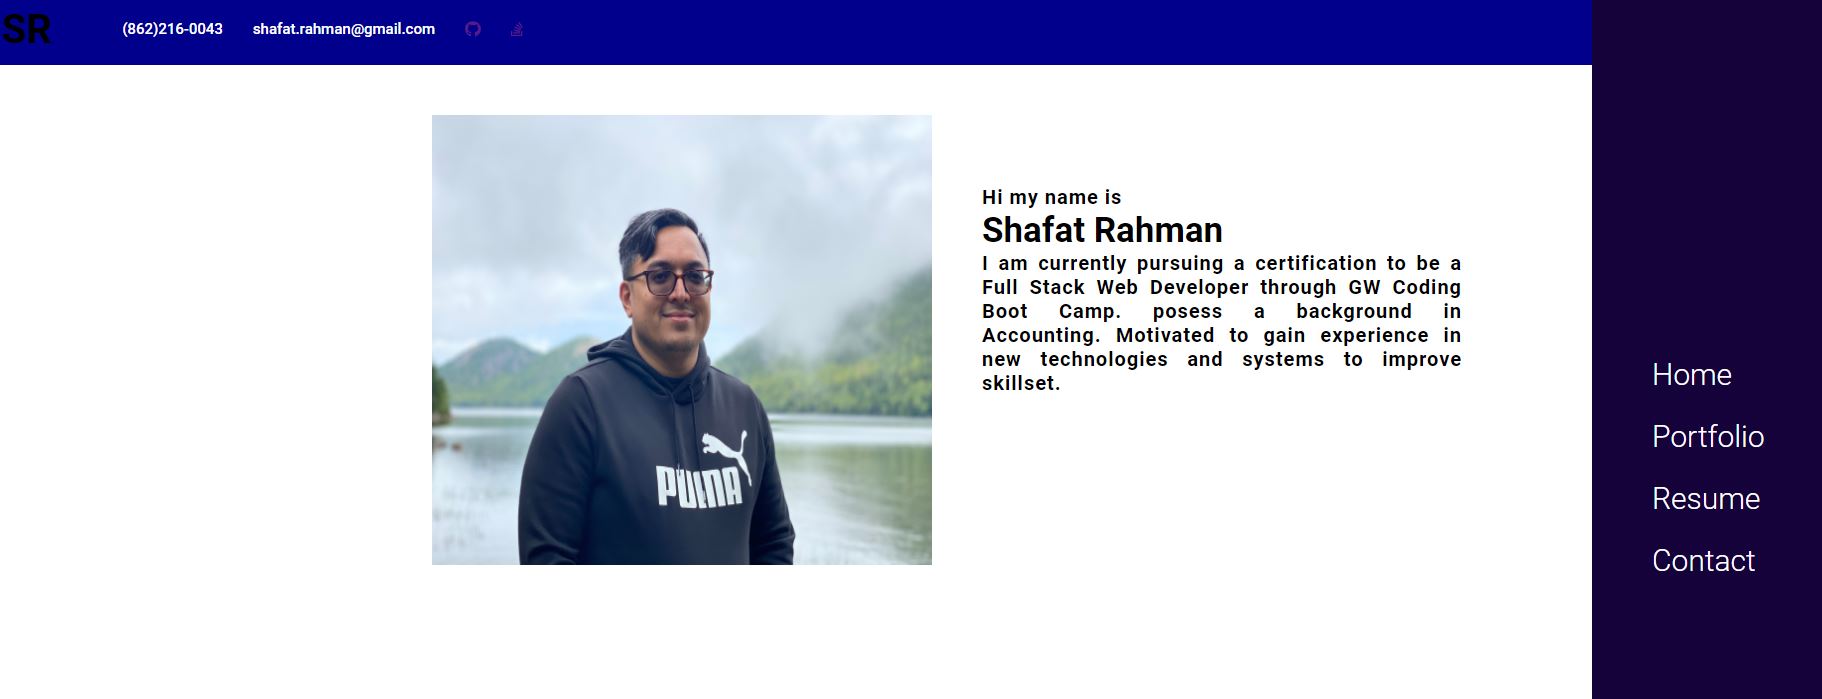 SR
(862)216-0043
shafat.rahman@gmail.com
Hi my name is
Shafat Rahman
I am currently pursuing a certification to be a
Full Stack Web Developer through GW Coding
Boot Camp. posess a background in
Accounting. Motivated to gain experience in
new technologies and systems to improve
skillset.
PUMA
Home
Portfolio
Resume
Contact